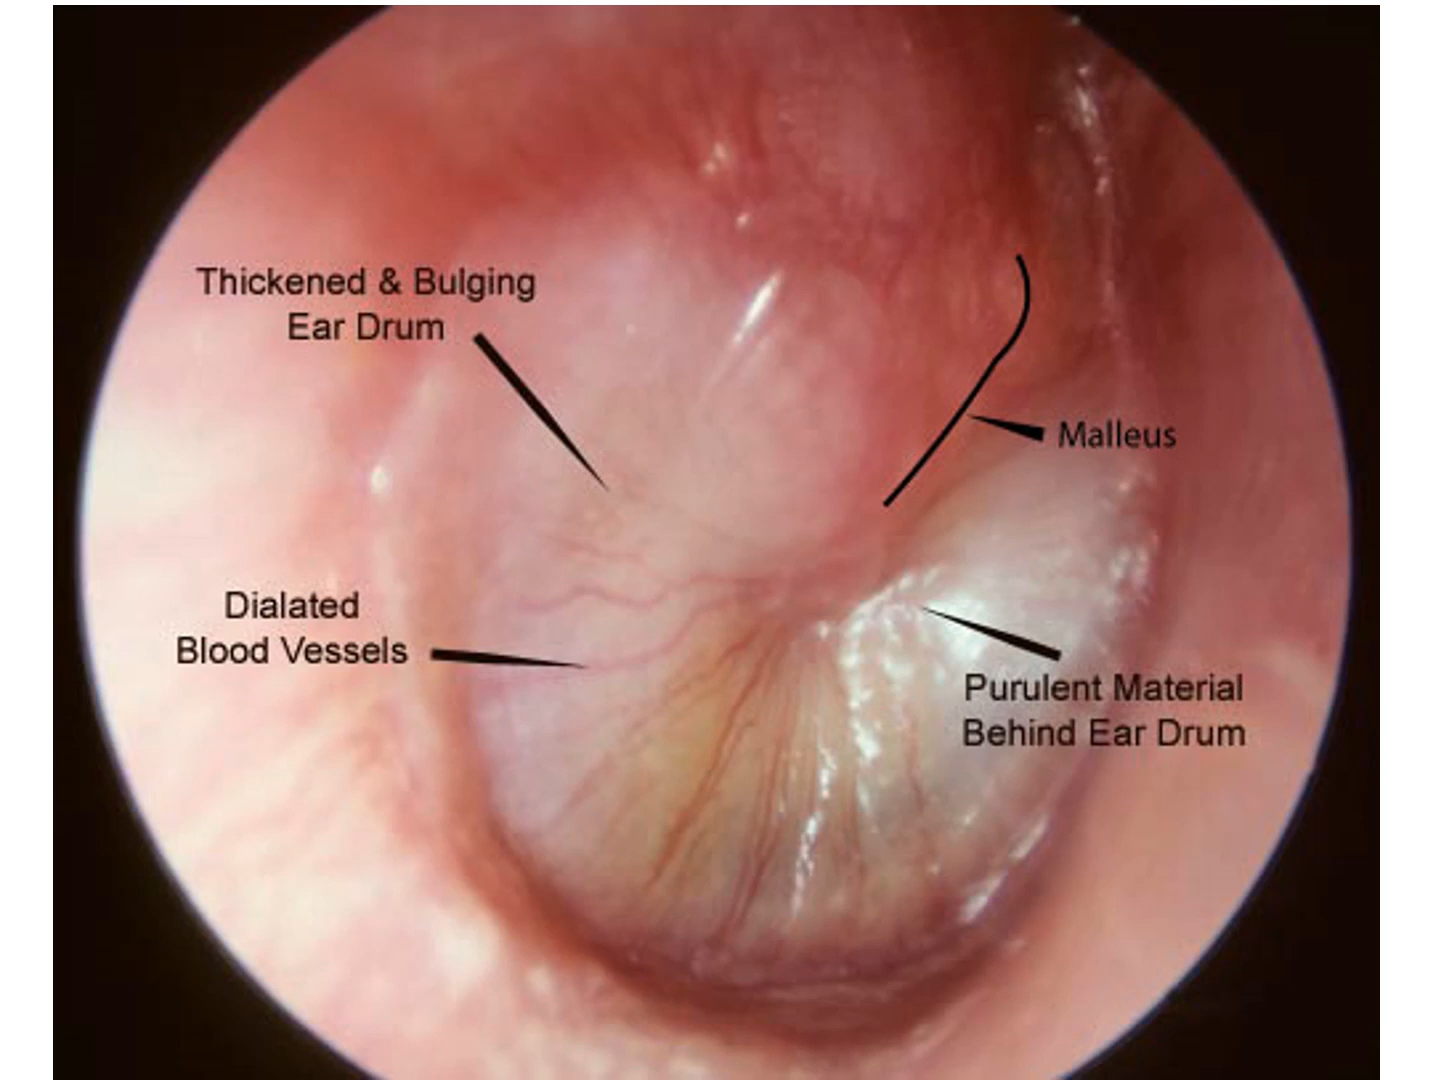 Thickened & Bulging
Ear Drum
Malleus
Dialated
Blood Vessels
Purulent Material
Behind Ear Drum